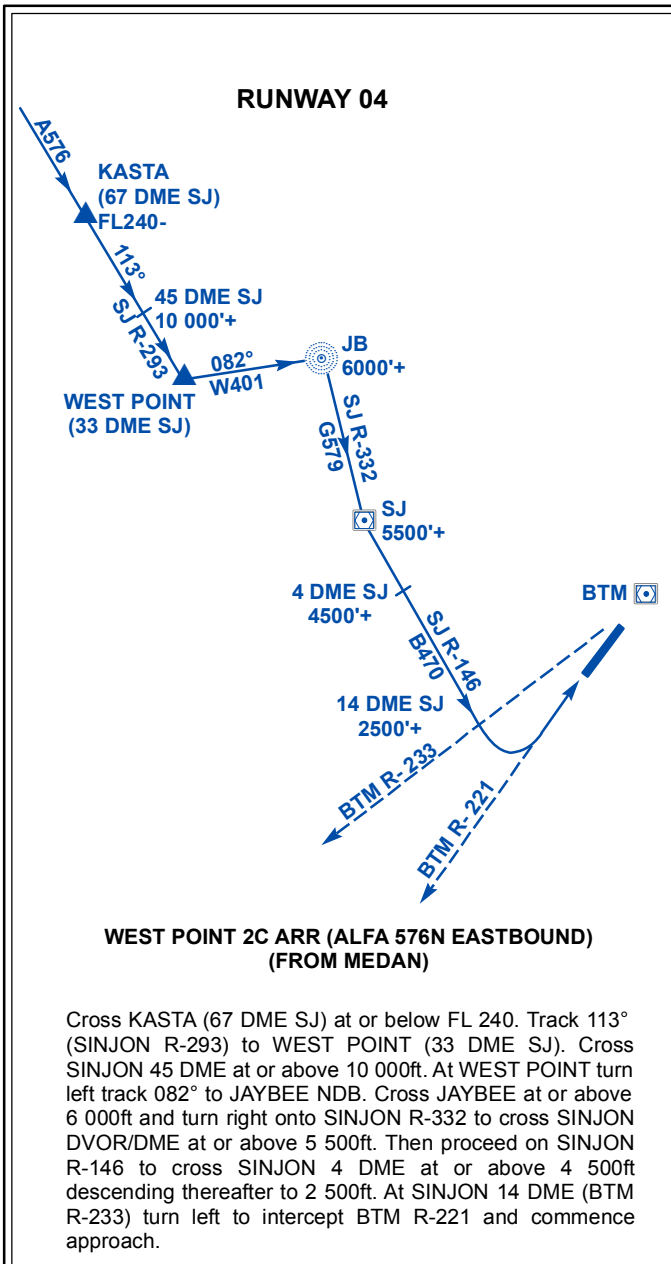 RUNWAY 04
A576
KASTA
(67 DME SJ)
FL240-
113°
SJ R-293
45 DME SJ
10 000'+
WEST POINT
(33 DME SJ)
082°
W401
JB
6000'+
SJ R-332
G579
SJ
5500'+
4 DME SJ
4500'+
SJ R-146
B470
BTM
14 DME SJ
2500'+
BTM R- 233
BTM R- 221
WEST POINT 2C ARR (ALFA 576N EASTBOUND)
(FROM MEDAN)
Cross KASTA (67 DME SJ) at or below FL 240. Track 113°
(SINJON R-293) to WEST POINT (33 DME SJ). Cross
SINJON 45 DME at or above 10 000ft. At WEST POINT turn
left track 082° to JAYBEE NDB. Cross JAYBEE at or above
6 000ft and turn right onto SINJON R-332 to cross SINJON
DVOR/DME at or above 5 500ft. Then proceed on SINJON
R-146 to cross SINJON 4 DME at or above 4 500ft
descending thereafter to 2 500ft. At SINJON 14 DME (BTM
R-233) turn left to intercept BTM R-221 and commence
approach.